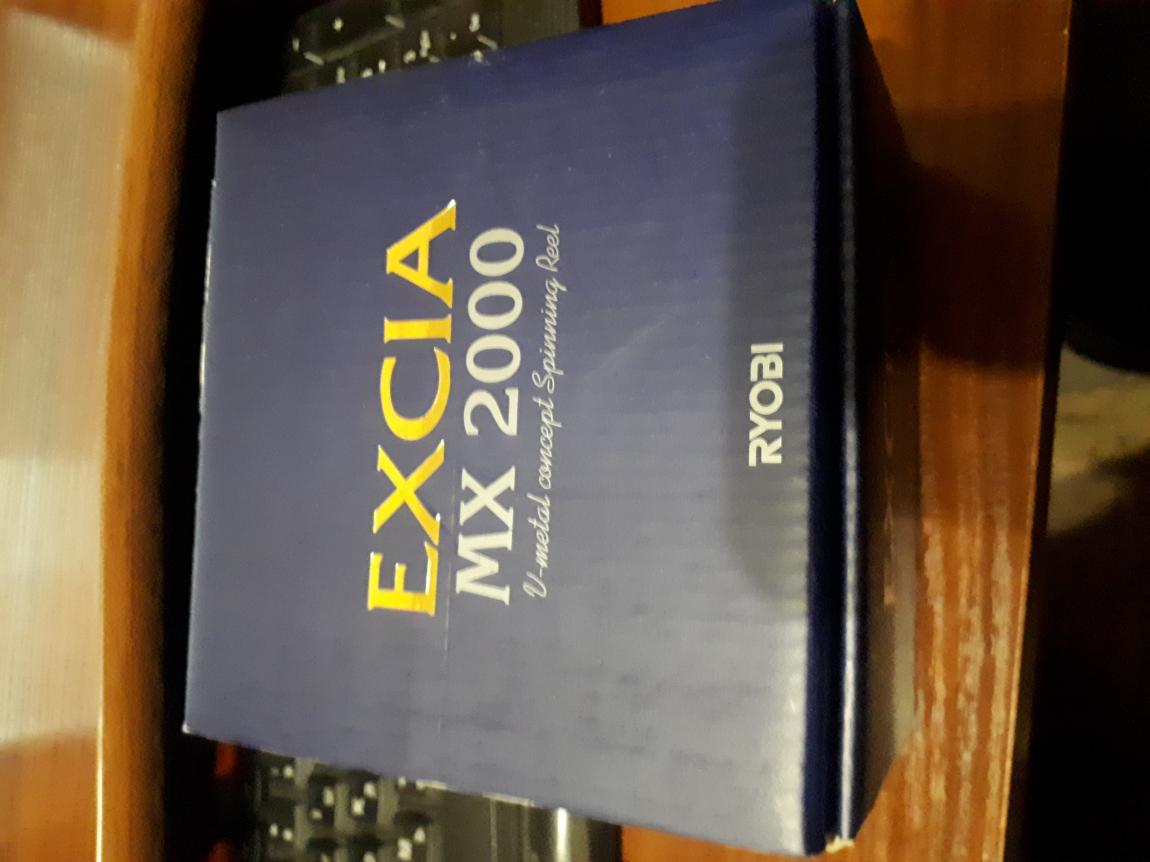 EXCIA
MX 2000
V-metal concept Spinning Reel
RYOBI